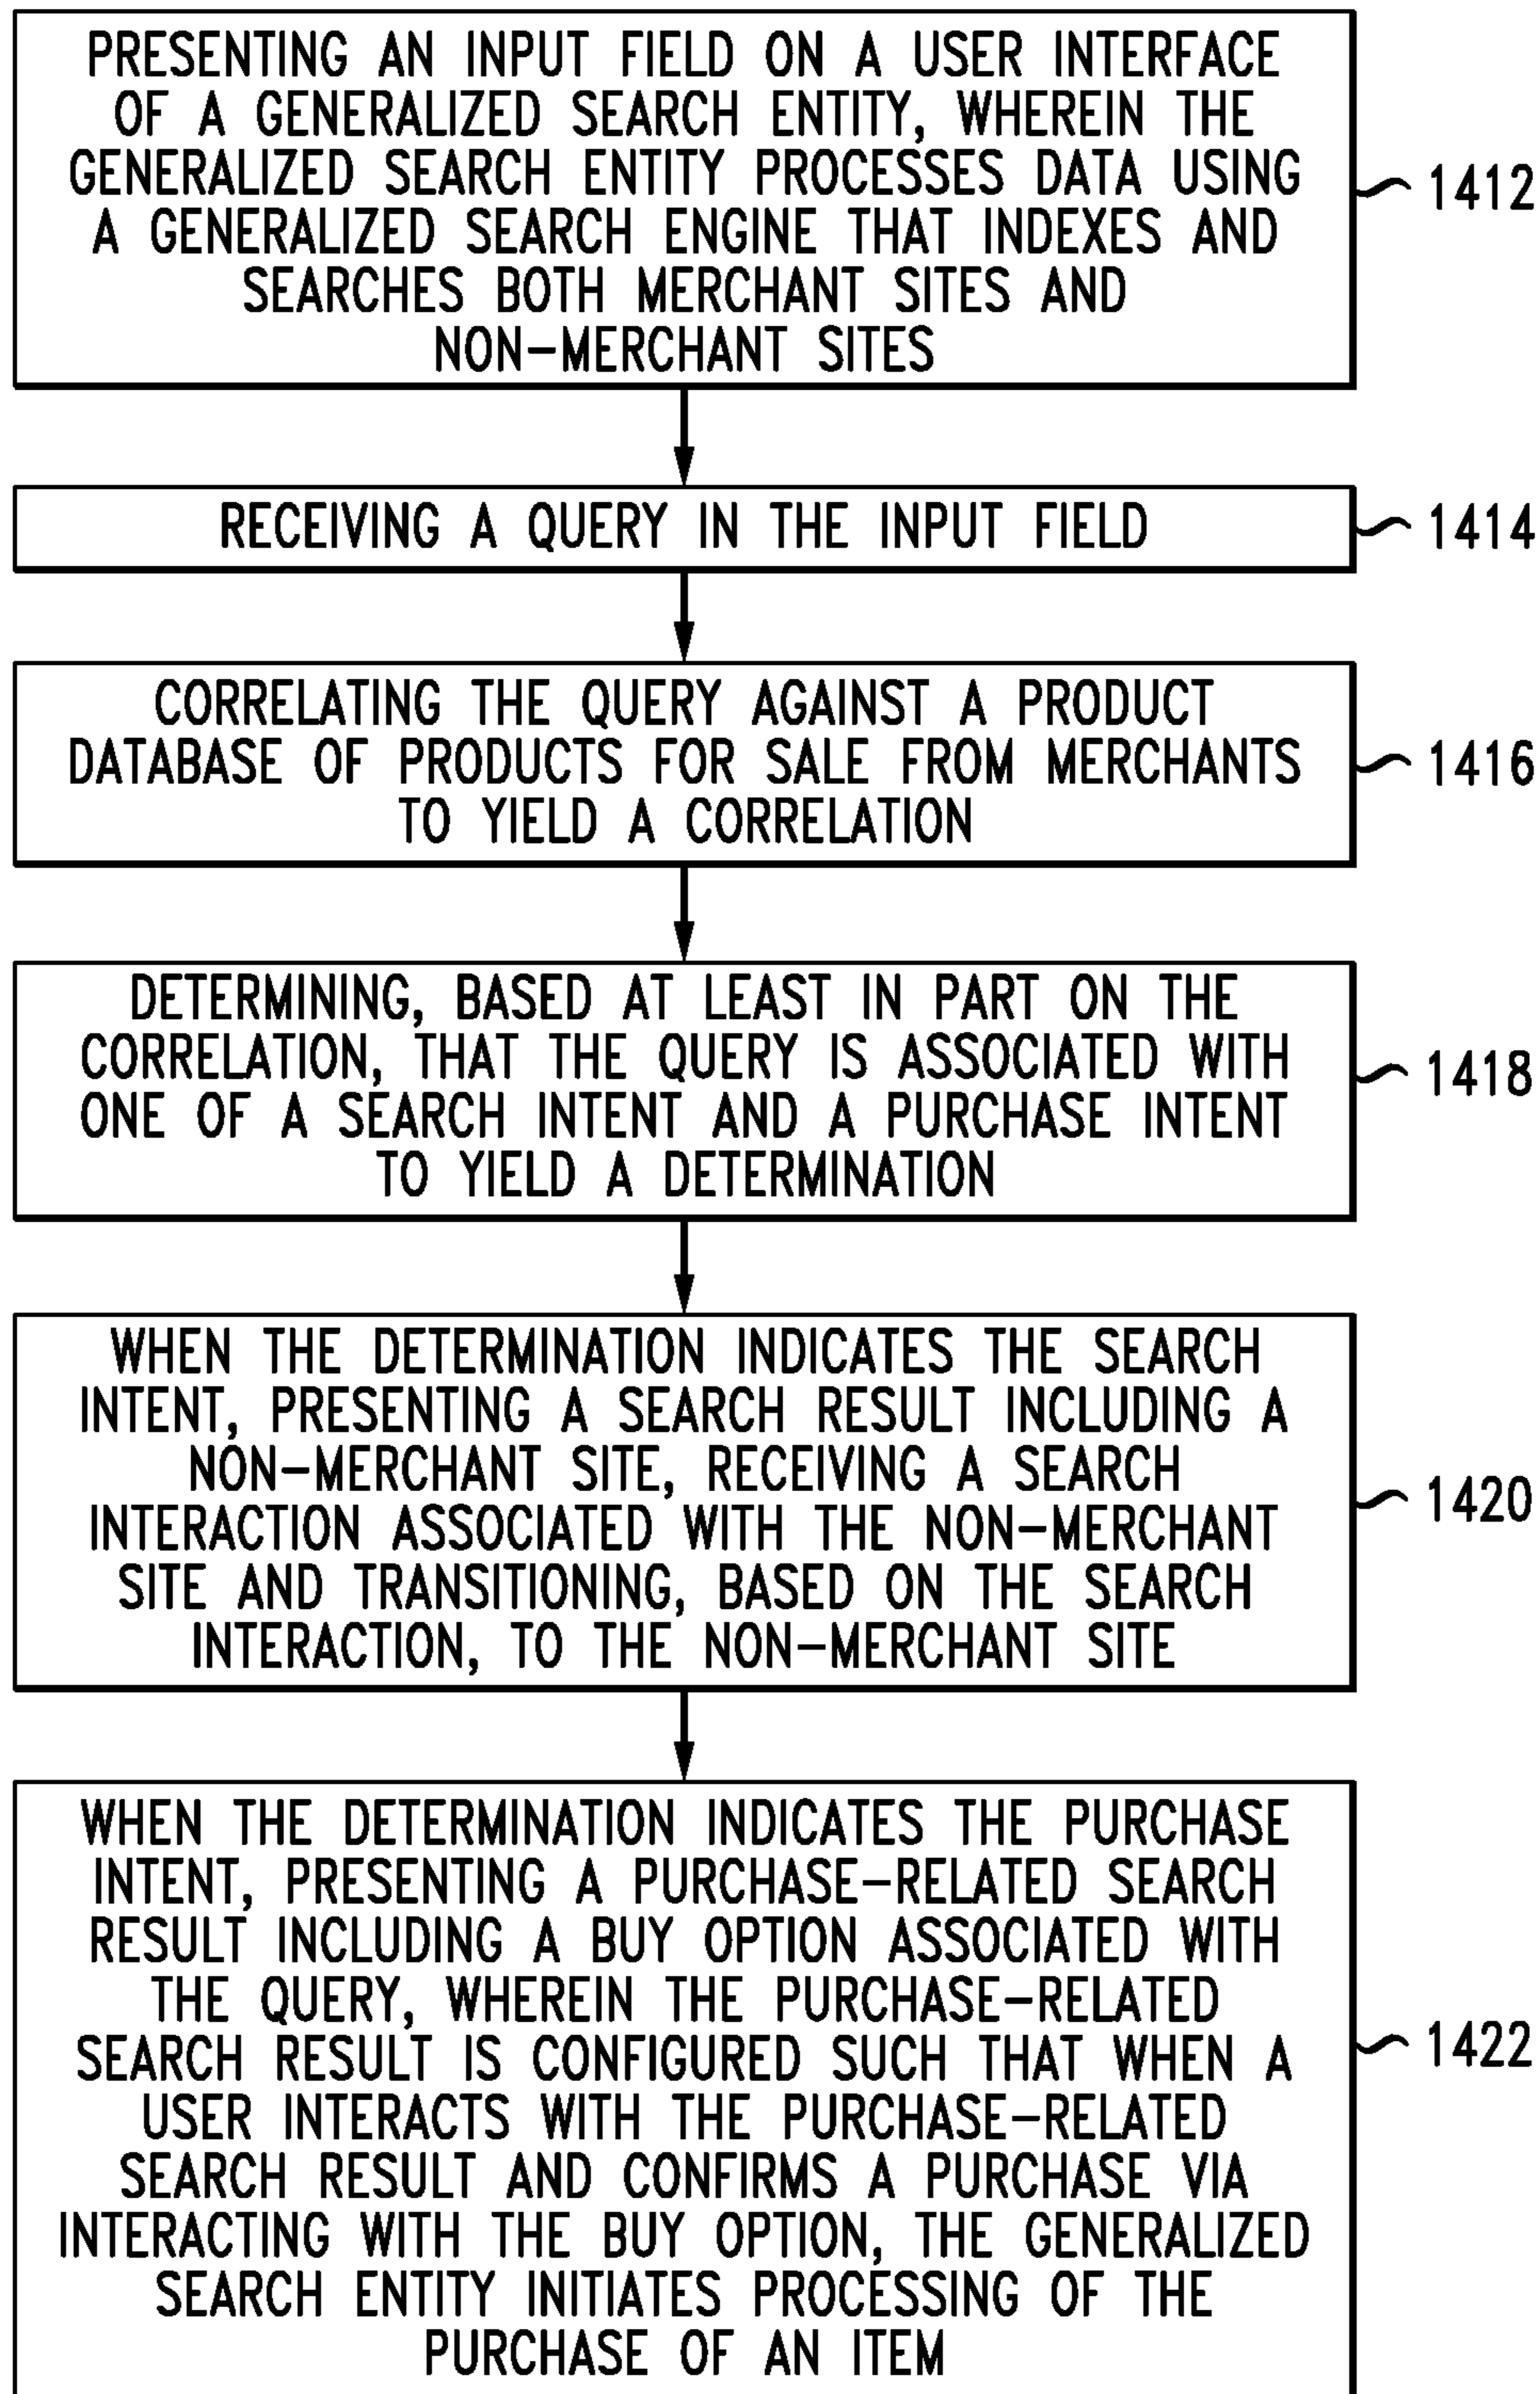 PRESENTING AN INPUT FIELD ON A USER INTERFACE
OF A GENERALIZED SEARCH ENTITY, WHEREIN THE
GENERALIZED SEARCH ENTITY PROCESSES DATA USING
A GENERALIZED SEARCH ENGINE THAT INDEXES AND
SEARCHES BOTH MERCHANT SITES AND
NON-MERCHANT SITES
1412
RECEIVING A QUERY IN THE INPUT FIELD
1414
CORRELATING THE QUERY AGAINST A PRODUCT
DATABASE OF PRODUCTS FOR SALE FROM MERCHANTS
TO YIELD A CORRELATION
1416
DETERMINING, BASED AT LEAST IN PART ON THE
CORRELATION, THAT THE QUERY IS ASSOCIATED WITH
ONE OF A SEARCH INTENT AND A PURCHASE INTENT
TO YIELD A DETERMINATION
1418
WHEN THE DETERMINATION INDICATES THE SEARCH
INTENT, PRESENTING A SEARCH RESULT INCLUDING A
NON-MERCHANT SITE, RECEIVING A SEARCH
INTERACTION ASSOCIATED WITH THE NON-MERCHANT
SITE AND TRANSITIONING, BASED ON THE SEARCH
INTERACTION, TO THE NON-MERCHANT SITE
1420
WHEN THE DETERMINATION INDICATES THE PURCHASE
INTENT, PRESENTING A PURCHASE-RELATED SEARCH
RESULT INCLUDING A BUY OPTION ASSOCIATED WITH
THE QUERY, WHEREIN THE PURCHASE-RELATED
SEARCH RESULT IS CONFIGURED SUCH THAT WHEN A
USER INTERACTS WITH THE PURCHASE-RELATED
SEARCH RESULT AND CONFIRMS A PURCHASE VIA
INTERACTING WITH THE BUY OPTION, THE GENERALIZED
SEARCH ENTITY INITIATES PROCESSING OF THE
PURCHASE OF AN ITEM
1422